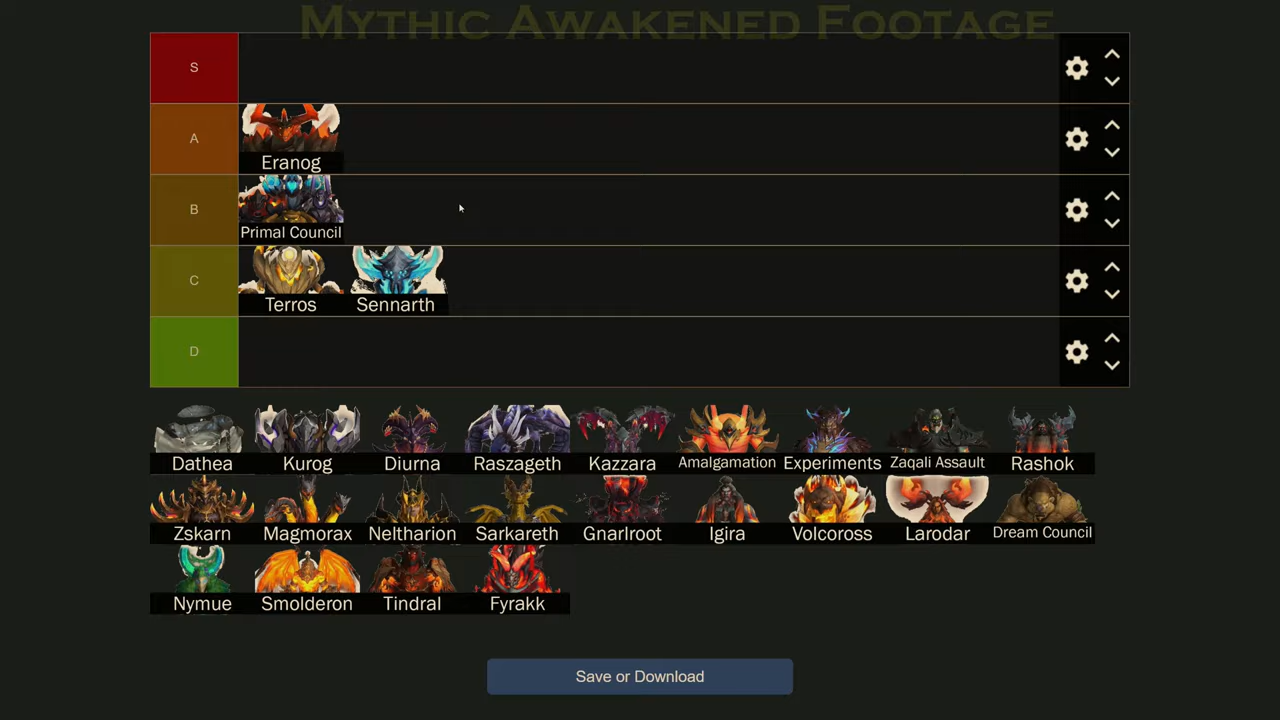 Mythic Awakened Footage
S
A
Eranog
B
Primal Council
C
Terros Sennarth
D
Dathea Kurog Diurna Raszageth Kazzara Amalgamation Experiments Zaqali Assault Rashok
Zskarn Magmorax Neltharion Sarkareth Gnarlroot Igira Volcoross Larodar Dream Council
Nymue Smolderon Tindral Fyrakk
Save or Download